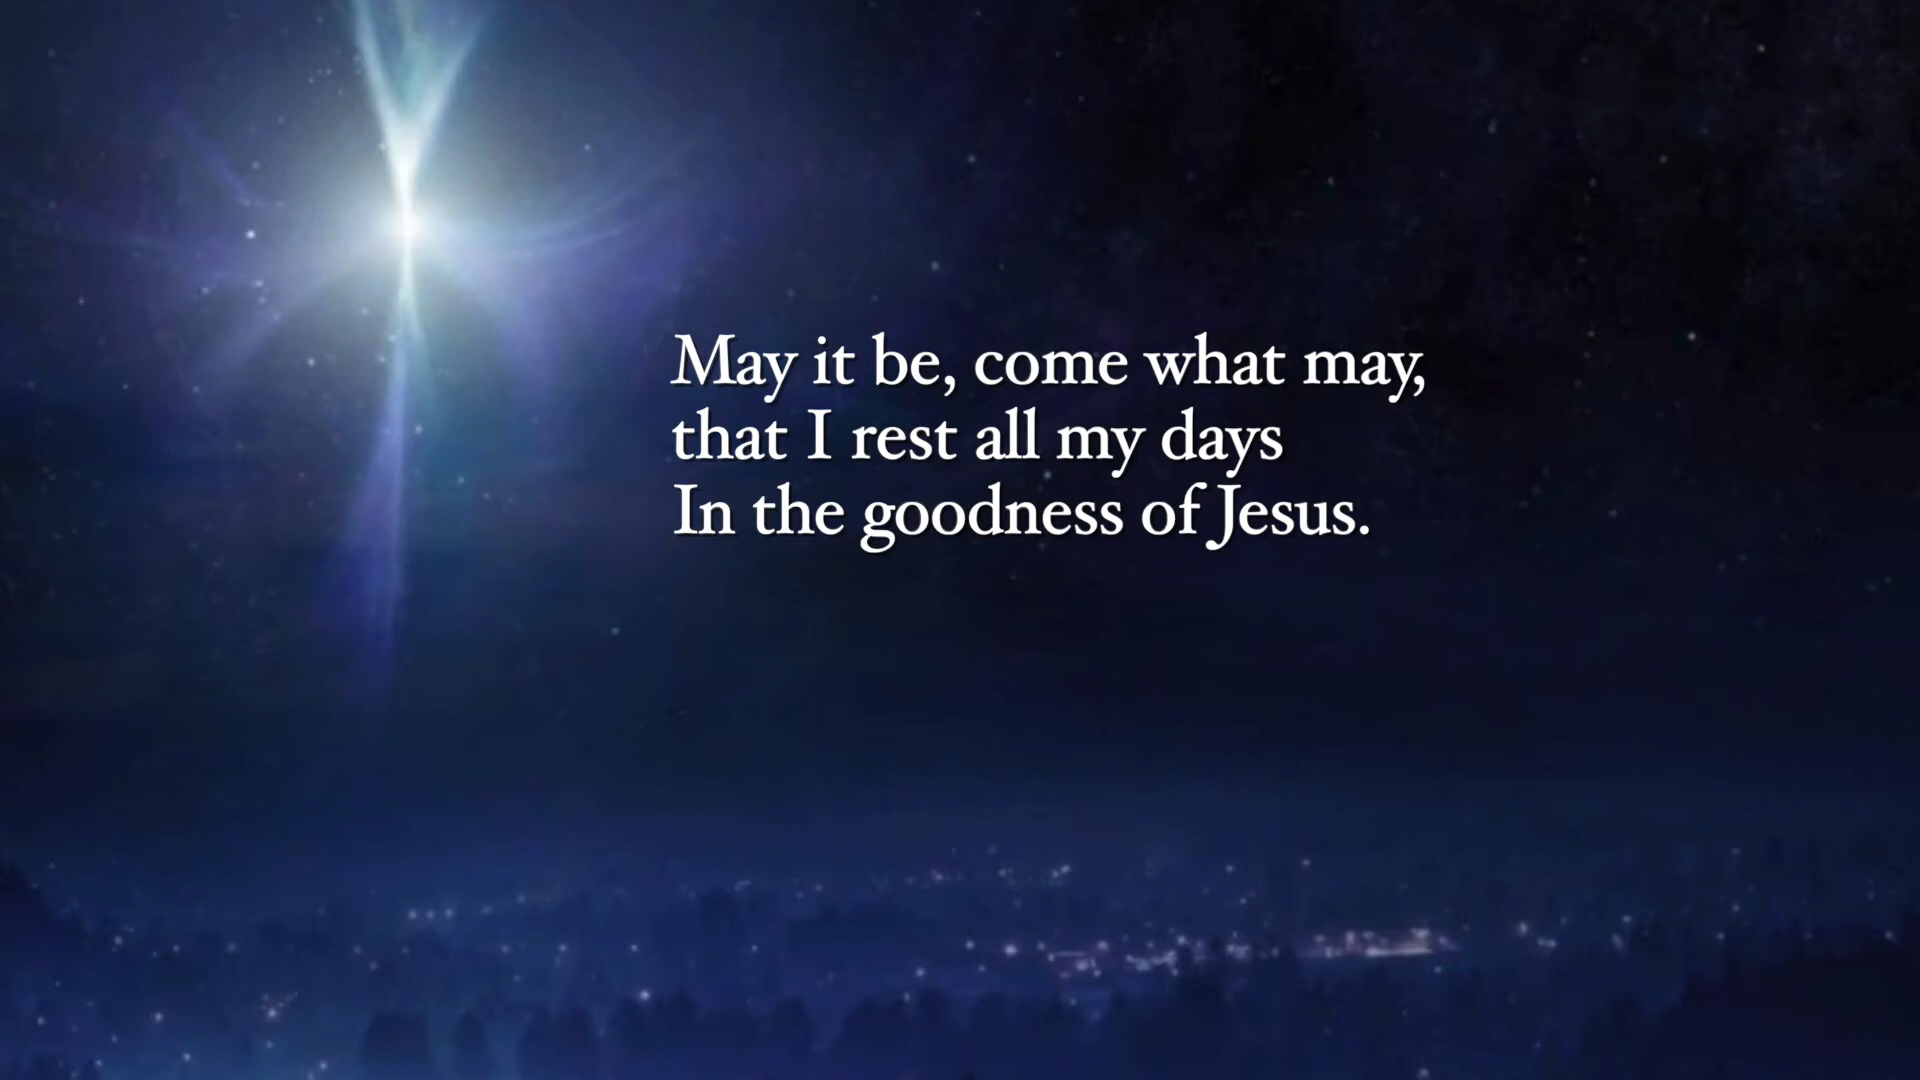 May it be, come what may,
that I rest all my days
In the goodness of Jesus.